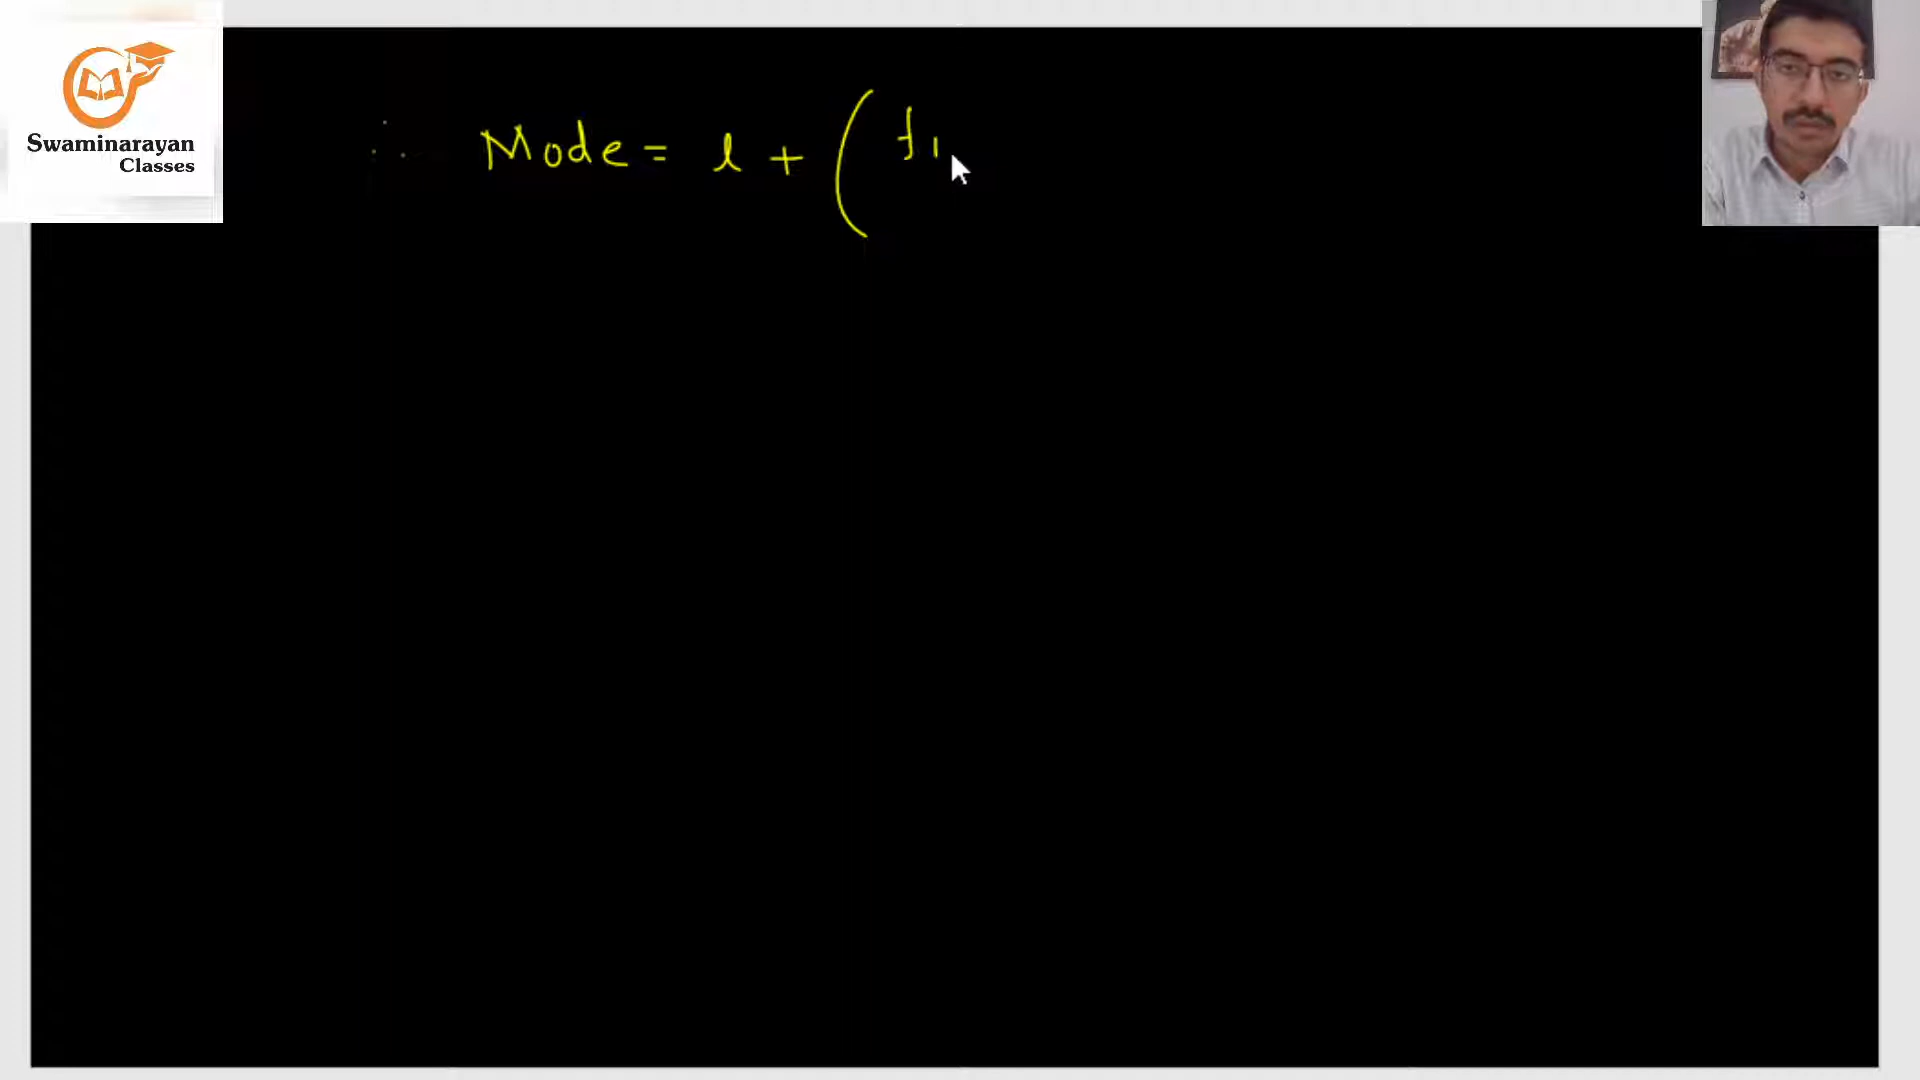 Swaminarayan
Classes
∴ Mode = l + ( f1